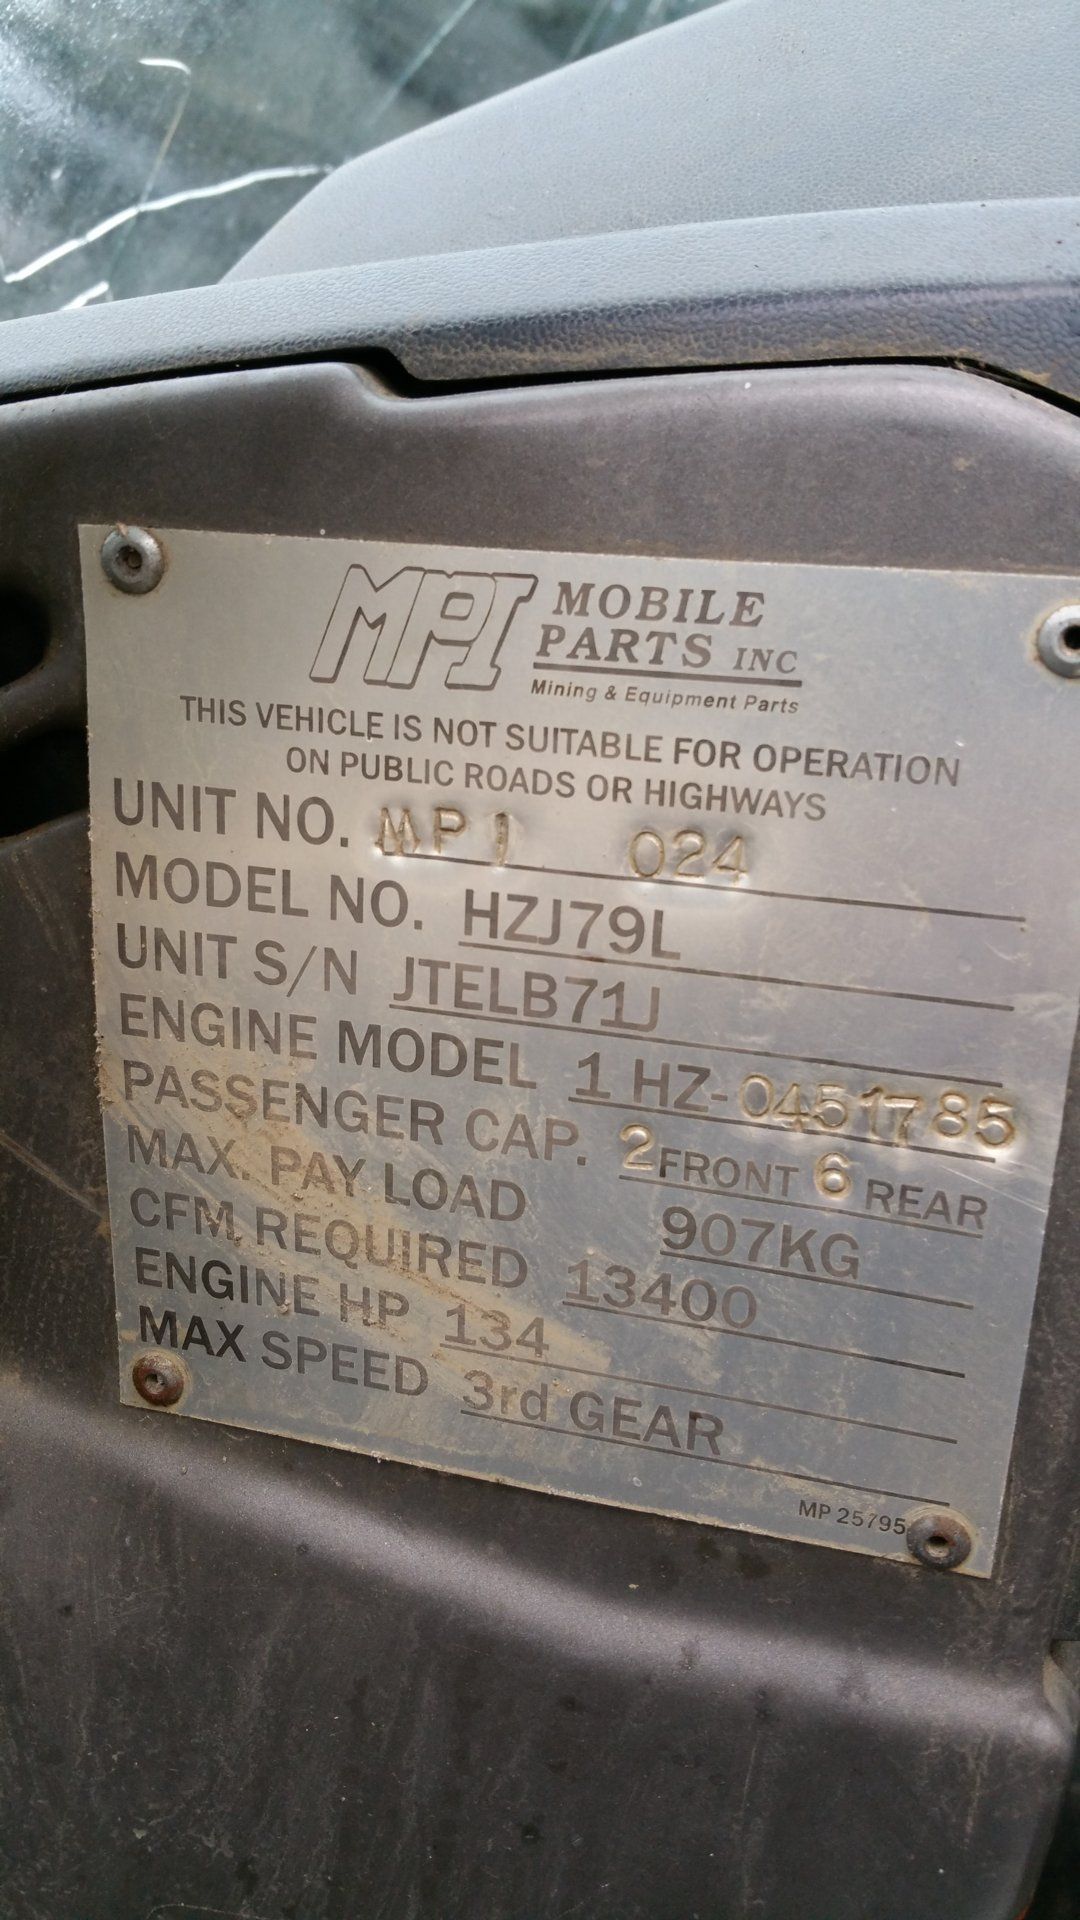 MPI MOBILE
PARTS INC
Mining & Equipment Parts
THIS VEHICLE IS NOT SUITABLE FOR OPERATION
ON PUBLIC ROADS OR HIGHWAYS
UNIT NO. MPI 024
MODEL NO. HZJ79L
UNIT S/N JTELB71J
ENGINE MODEL 1 HZ-0451785
PASSENGER CAP. 2 FRONT 6 REAR
MAX. PAY LOAD 907KG
CFM REQUIRED 13400
ENGINE HP 134
MAX SPEED 3rd GEAR
MP 25795